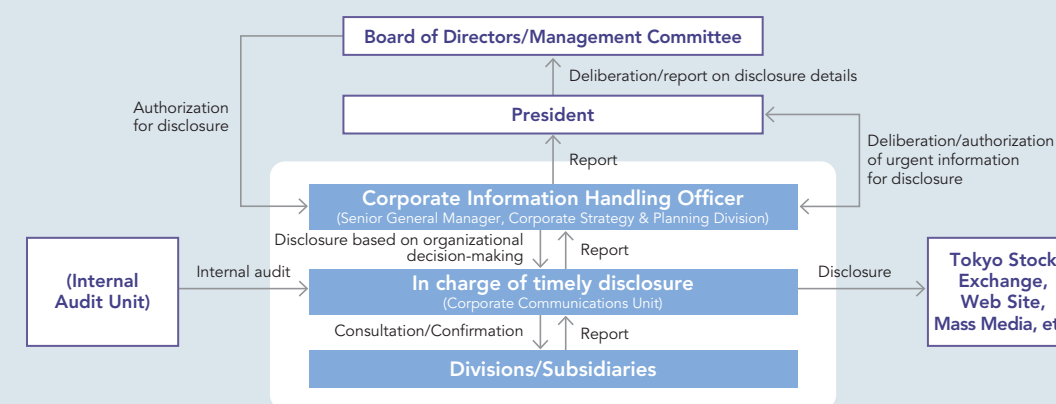 Board of Directors/Management Committee
Deliberation/report on disclosure details
Authorization
for disclosure
President
Deliberation/authorization
of urgent information
for disclosure
Report
Corporate Information Handling Officer
(Senior General Manager, Corporate Strategy & Planning Division)
Disclosure based on organizational
decision-making
Report
(Internal
Audit Unit)
Internal audit
In charge of timely disclosure
(Corporate Communications Unit)
Disclosure
Tokyo Stock
Exchange,
Web Site,
Mass Media, et
Consultation/Confirmation
Report
Divisions/Subsidiaries